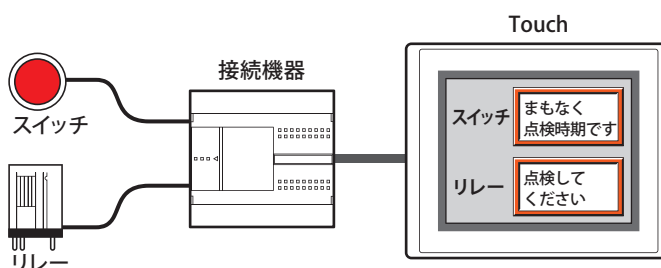 Touch
接続機器
スイッチ
リレー
スイッチ
まもなく
点検時期です
リレー
点検して
ください